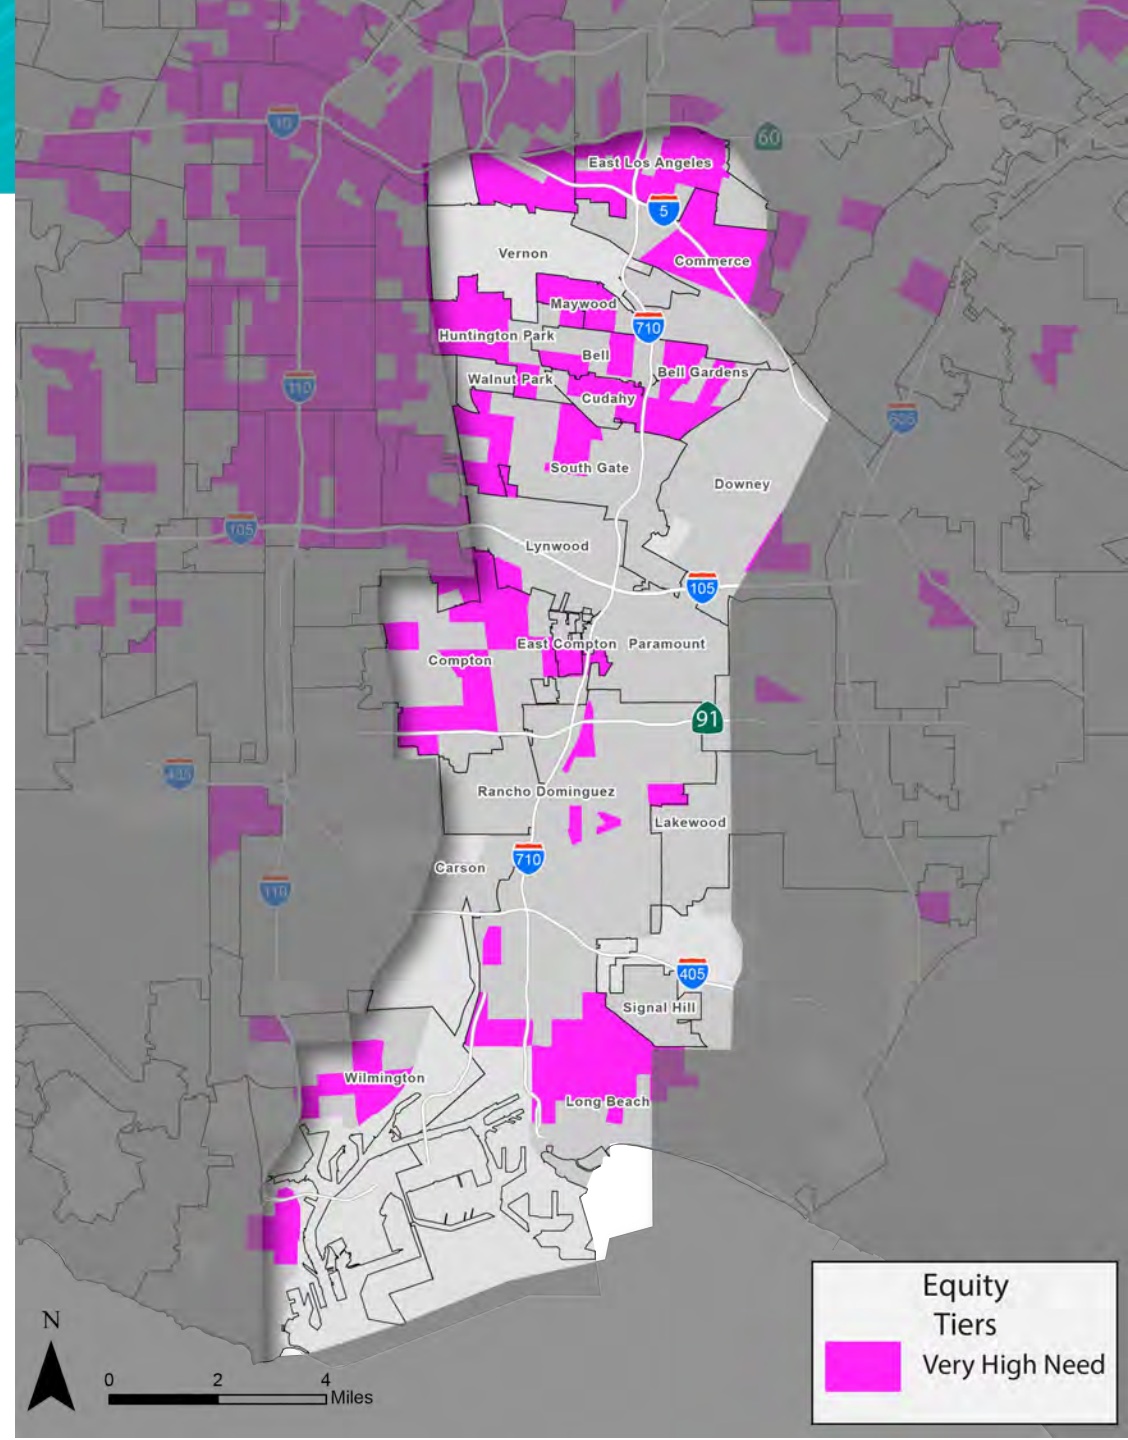 10
60
East Los Angeles
5
Vernon
Commerce
Maywood
710
Huntington Park
Bell
Walnut Park
Bell Gardens
110
Cudahy
605
South Gate
Downey
105
Lynwood
105
East Compton
Paramount
Compton
91
405
Rancho Dominguez
Lakewood
710
Carson
110
405
Signal Hill
Wilmington
Long Beach
Equity
Tiers
Very High Need
N
0 2 4
Miles